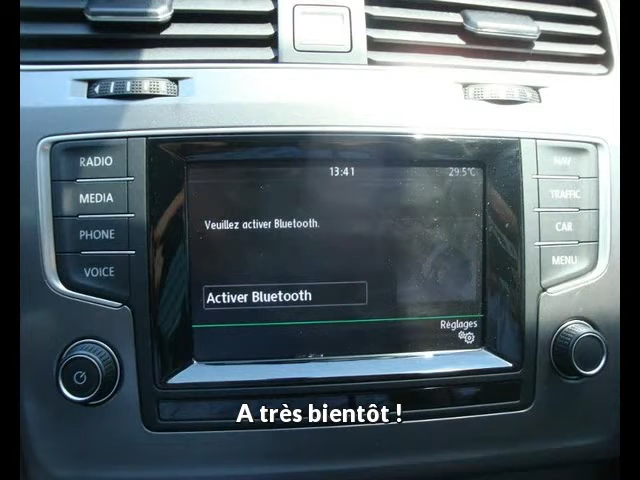 13:41
29.5°C
RADIO
MEDIA
PHONE
VOICE
Veuillez activer Bluetooth.
Activer Bluetooth
Réglages
NAV
TRAFFIC
CAR
MENU
A très bientôt !